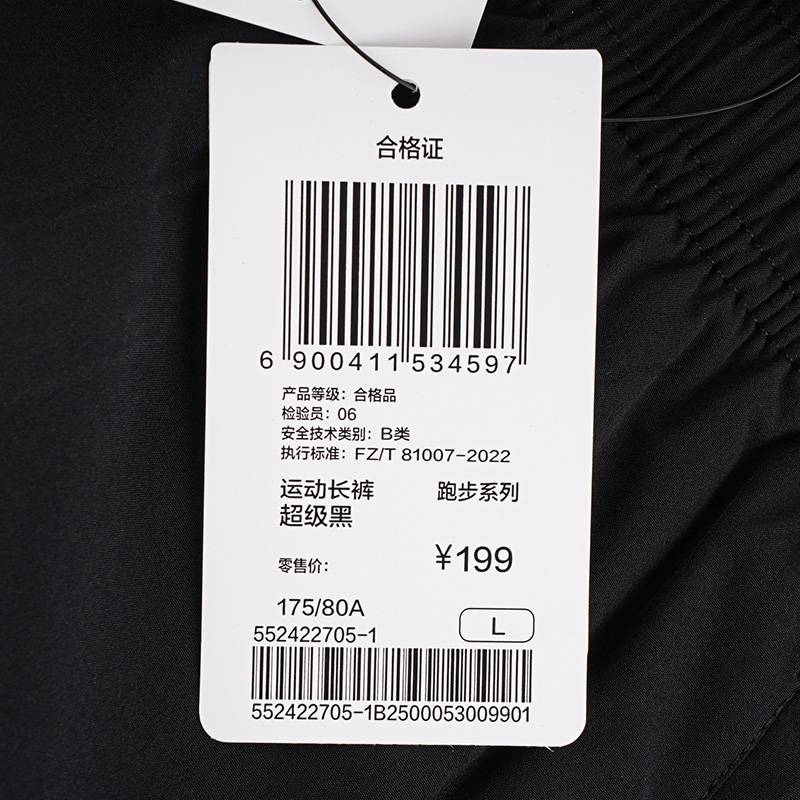 合格证
6 900411 534597
产品等级：合格品
检验员：06
安全技术类别：B类
执行标准：FZ/T 81007-2022
运动长裤 跑步系列
超级黑
零售价： ¥199
175/80A
552422705-1 L
552422705-1B2500053009901